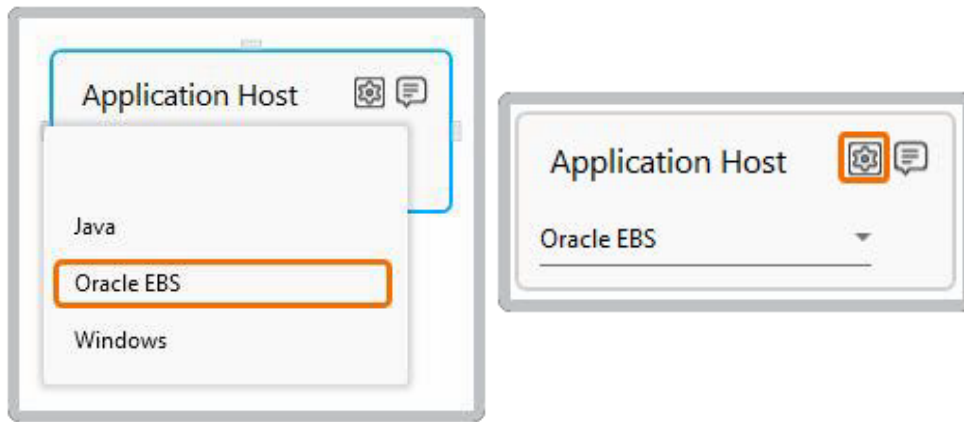 Application Host
Java
Oracle EBS
Windows
Application Host
Oracle EBS